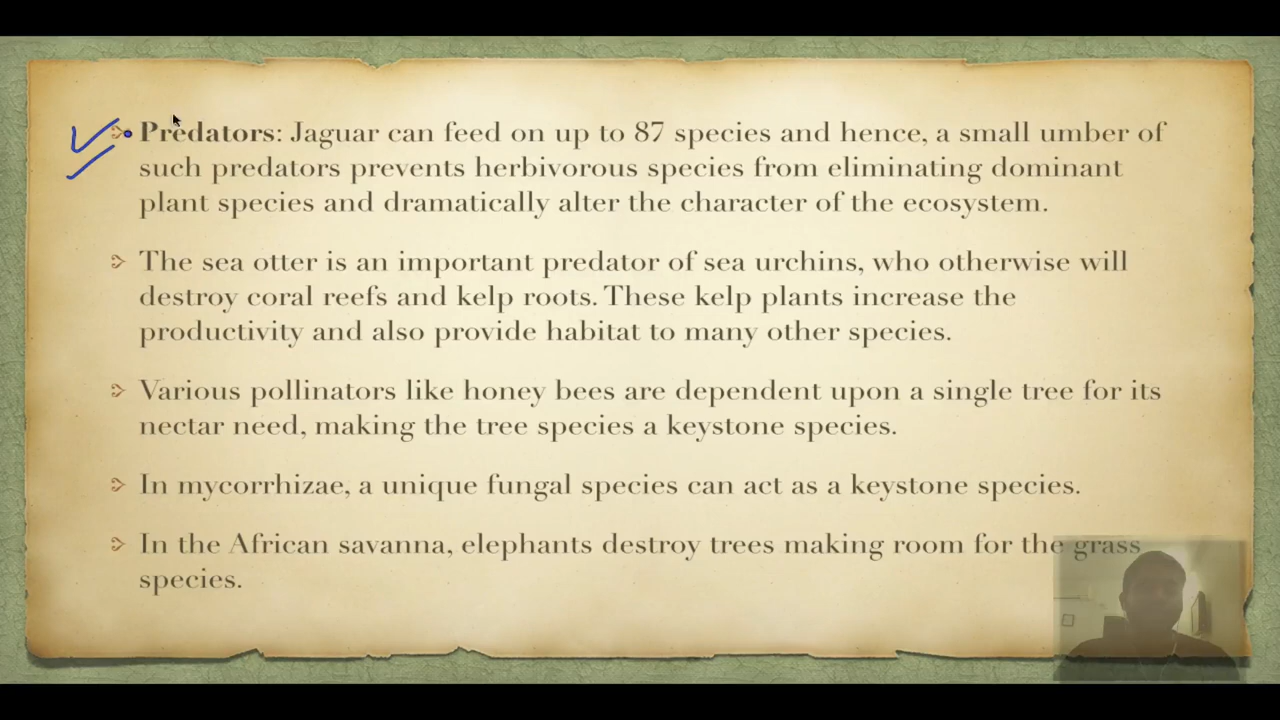 Predators: Jaguar can feed on up to 87 species and hence, a small umber of
such predators prevents herbivorous species from eliminating dominant
plant species and dramatically alter the character of the ecosystem.
The sea otter is an important predator of sea urchins, who otherwise will
destroy coral reefs and kelp roots. These kelp plants increase the
productivity and also provide habitat to many other species.
Various pollinators like honey bees are dependent upon a single tree for its
nectar need, making the tree species a keystone species.
In mycorrhizae, a unique fungal species can act as a keystone species.
In the African savanna, elephants destroy trees making room for the grass
species.